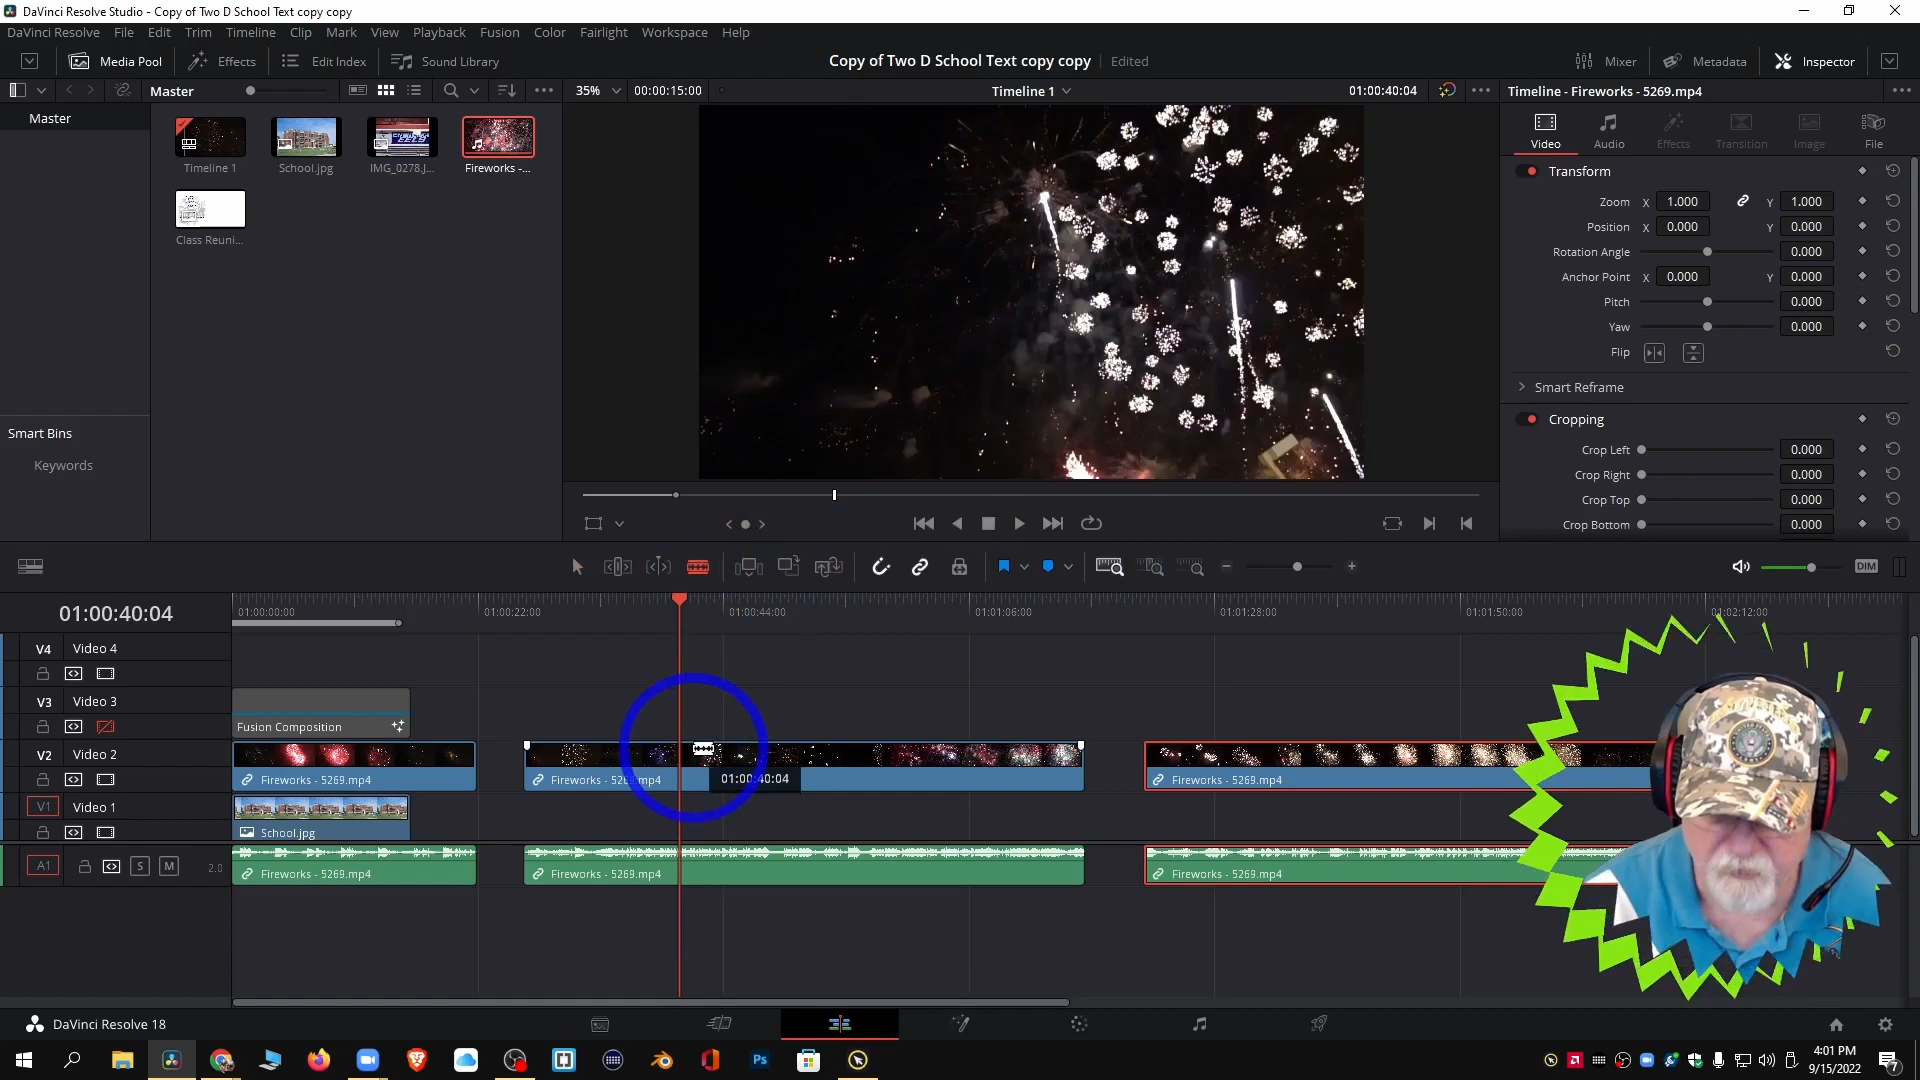 DaVinci Resolve Studio - Copy of Two D School Text copy copy
DaVinci Resolve File Edit Trim Timeline Clip Mark View Playback Fusion Color Fairlight Workspace Help
Media Pool Effects Edit Index Sound Library Copy of Two D School Text copy copy Edited Mixer Metadata Inspector
Master 35% 00:00:15:00 Timeline 1 01:00:40:04 Timeline - Fireworks - 5269.mp4
Master
Timeline 1 School.jpg IMG_0278.J... Fireworks -...
Class Reuni...
Video Audio Effects Transition Image File
Transform
Zoom X 1.000 Y 1.000
Position X 0.000 Y 0.000
Rotation Angle 0.000
Anchor Point X 0.000 Y 0.000
Pitch 0.000
Yaw 0.000
Flip
Smart Reframe
Cropping
Crop Left 0.000
Crop Right 0.000
Crop Top 0.000
Crop Bottom 0.000
Smart Bins
Keywords
DIM
01:00:40:04 01:00:00:00 01:00:22:00 01:00:44:00 01:01:06:00 01:01:28:00 01:01:50:00 01:02:12:00
V4 Video 4
V3 Video 3
Fusion Composition
V2 Video 2
Fireworks - 5269.mp4 Fireworks - 5269.mp4 01:00:40:04 Fireworks - 5269.mp4
V1 Video 1
School.jpg
A1 S M 2.0
Fireworks - 5269.mp4 Fireworks - 5269.mp4 Fireworks - 5269.mp4
DaVinci Resolve 18
Ps
4:01 PM
9/15/2022
7